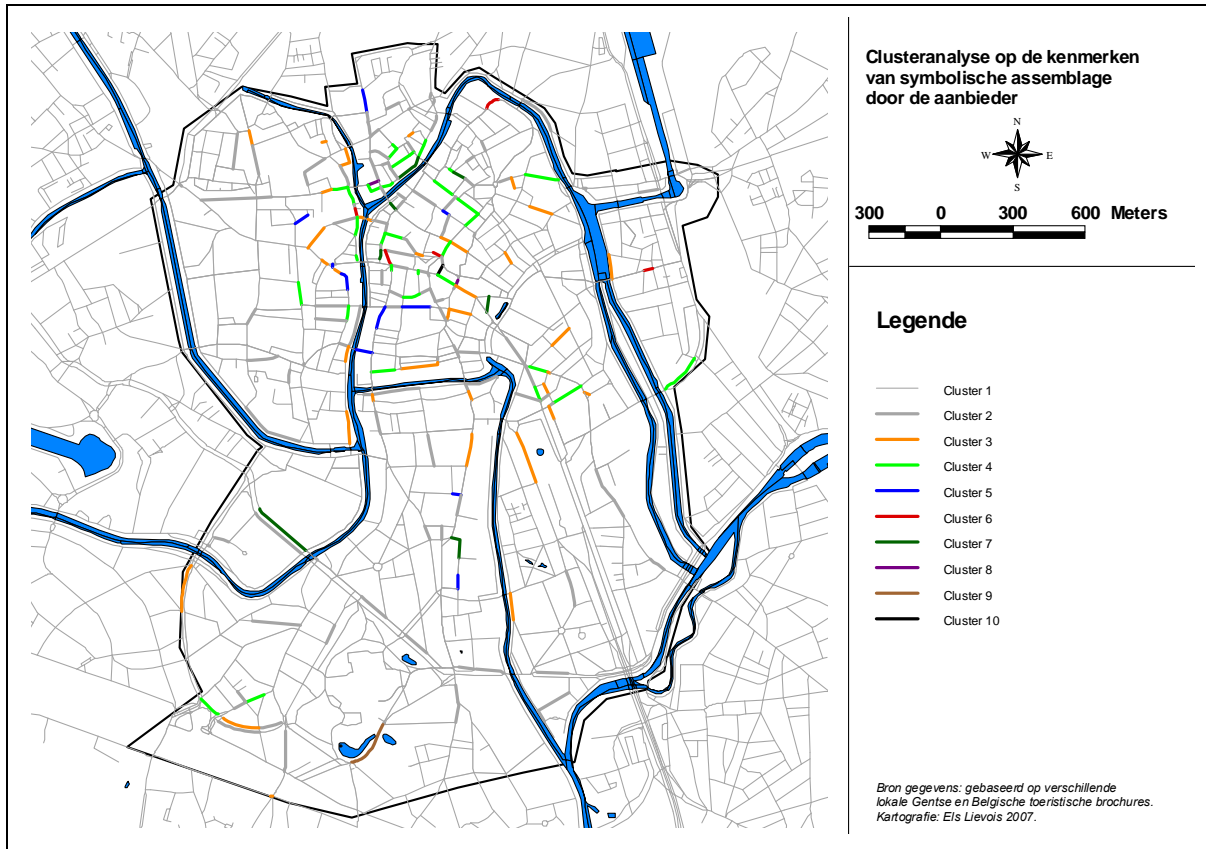 Clusteranalyse op de kenmerken
van symbolische assemblage
door de aanbieder
N
W E
S
300 0 300 600 Meters
Legende
Cluster 1
Cluster 2
Cluster 3
Cluster 4
Cluster 5
Cluster 6
Cluster 7
Cluster 8
Cluster 9
Cluster 10
Bron gegevens: gebaseerd op verschillende
lokale Gentse en Belgische toeristische brochures.
Kartografie: Els Lievois 2007.